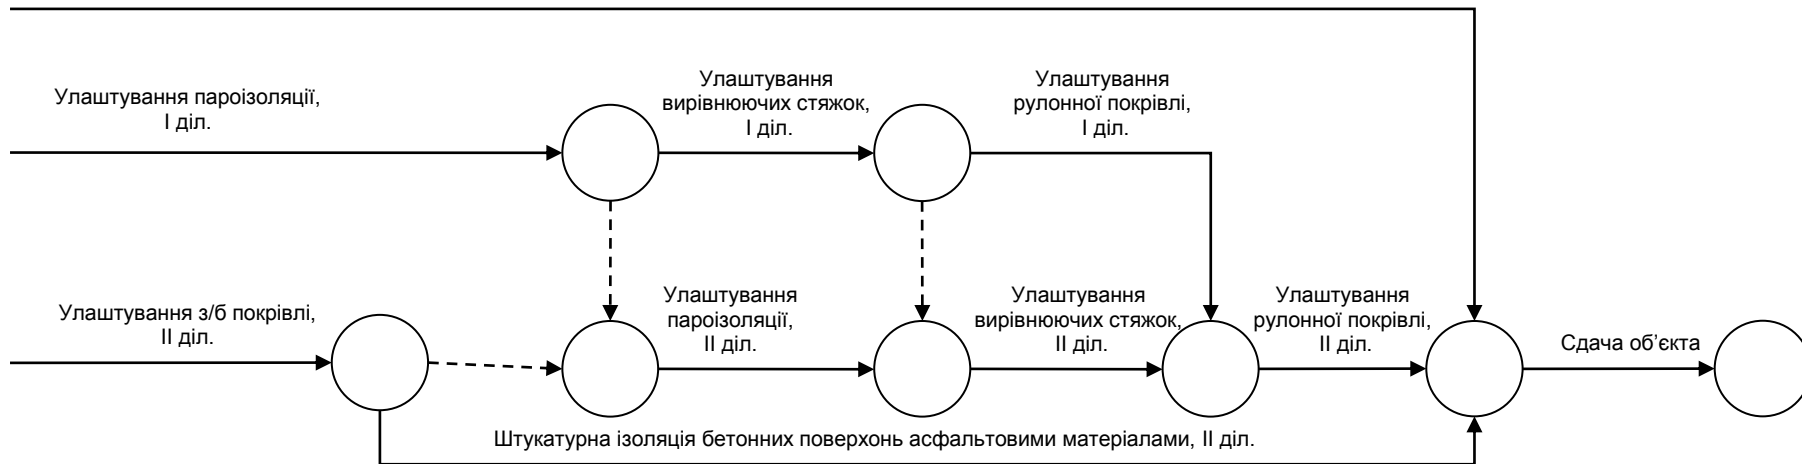 Улаштування пароізоляції,
І діл.
Улаштування
вирівнюючих стяжок,
І діл.
Улаштування
рулонної покрівлі,
І діл.
Улаштування з/б покрівлі,
ІІ діл.
Улаштування
пароізоляції,
ІІ діл.
Улаштування
вирівнюючих стяжок,
ІІ діл.
Улаштування
рулонної покрівлі,
ІІ діл.
Сдача об’єкта
Штукатурна ізоляція бетонних поверхонь асфальтовими матеріалами, ІІ діл.